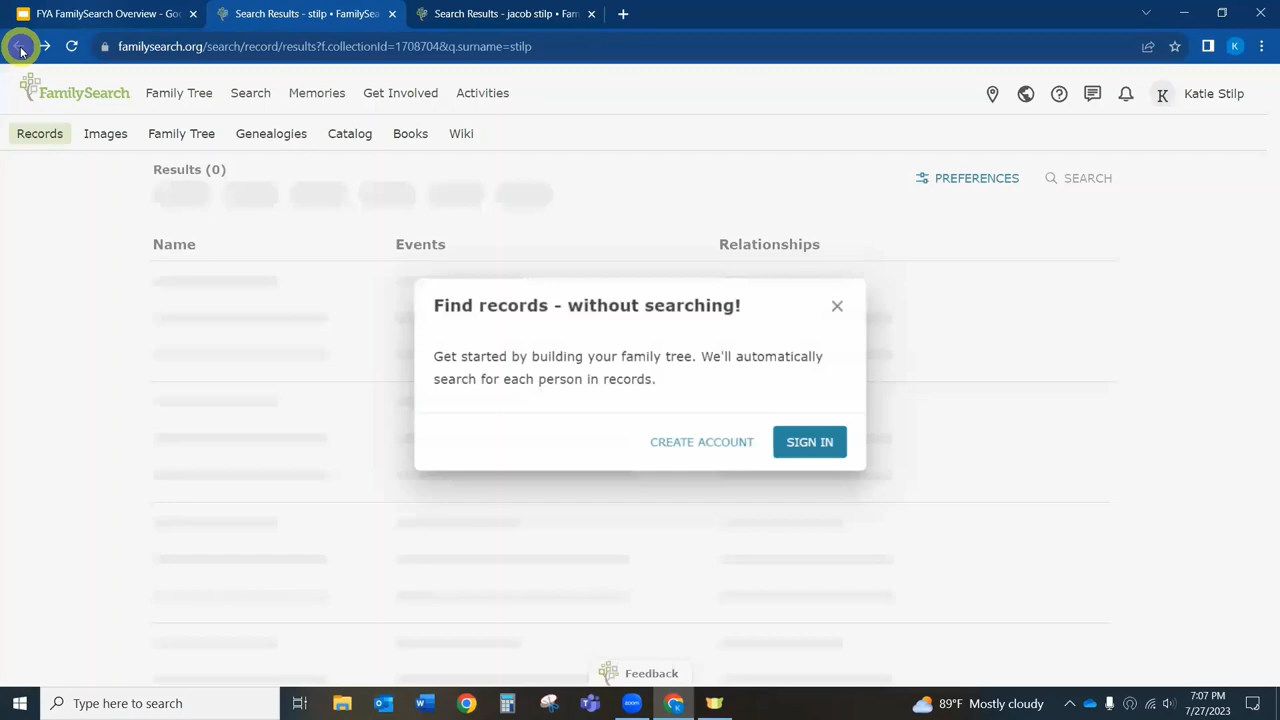 FYA FamilySearch Overview - Goo
Search Results - stilp • FamilySea
Search Results - jacob stilp • Fam
familysearch.org/search/record/results?f.collectionId=1708704&q.surname=stilp
K
FamilySearch
Family Tree
Search
Memories
Get Involved
Activities
K
Katie Stilp
Records
Images
Family Tree
Genealogies
Catalog
Books
Wiki
Results (0)
PREFERENCES
SEARCH
Name
Events
Relationships
Find records - without searching!
Get started by building your family tree. We'll automatically
search for each person in records.
CREATE ACCOUNT
SIGN IN
Feedback
Type here to search
zoom
89°F Mostly cloudy
7:07 PM
7/27/2023